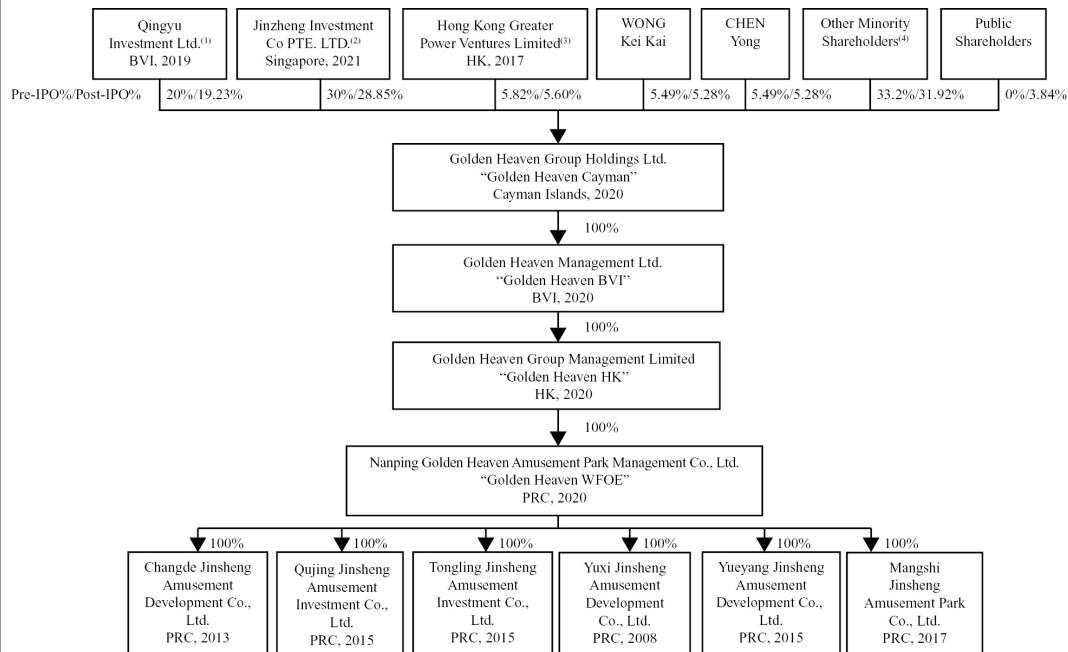 Qingyu
Investment Ltd.(1)
BVI, 2019
Jinzheng Investment
Co PTE. LTD.(2)
Singapore, 2021
Hong Kong Greater
Power Ventures Limited(3)
HK, 2017
WONG
Kei Kai
CHEN
Yong
Other Minority
Shareholders(4)
Public
Shareholders
Pre-IPO%/Post-IPO%
20%/19.23%
30%/28.85%
5.82%/5.60%
5.49%/5.28%
5.49%/5.28%
33.2%/31.92%
0%/3.84%
Golden Heaven Group Holdings Ltd.
“Golden Heaven Cayman”
Cayman Islands, 2020
100%
Golden Heaven Management Ltd.
“Golden Heaven BVI”
BVI, 2020
100%
Golden Heaven Group Management Limited
“Golden Heaven HK”
HK, 2020
100%
Nanping Golden Heaven Amusement Park Management Co., Ltd.
“Golden Heaven WFOE”
PRC, 2020
100%
100%
100%
100%
100%
100%
Changde Jinsheng
Amusement
Development Co.,
Ltd.
PRC, 2013
Qujing Jinsheng
Amusement
Investment Co.,
Ltd.
PRC, 2015
Tongling Jinsheng
Amusement
Investment Co.,
Ltd.
PRC, 2015
Yuxi Jinsheng
Amusement
Development
Co., Ltd.
PRC, 2008
Yueyang Jinsheng
Amusement
Development Co.,
Ltd.
PRC, 2015
Mangshi
Jinsheng
Amusement Park
Co., Ltd.
PRC, 2017